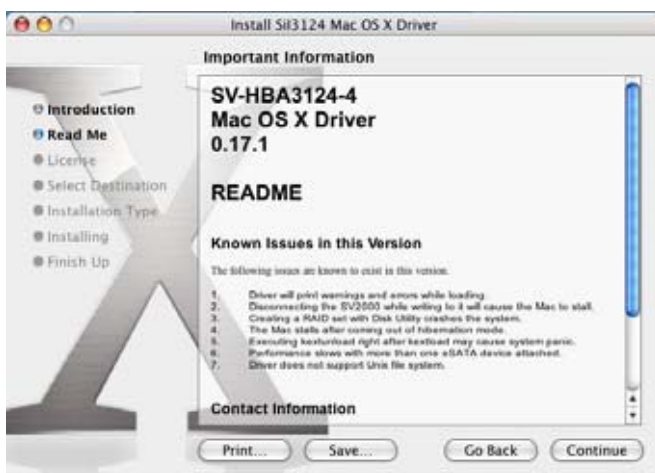 Install SiI3124 Mac OS X Driver
Important Information
Introduction
Read Me
License
Select Destination
Installation Type
Installing
Finish Up
SV-HBA3124-4
Mac OS X Driver
0.17.1
README
Known Issues in this Version
The following issues are known to exist in this version.
1. Driver will print warnings and errors while loading.
2. Disconnecting the SV2000 while writing to it will cause the Mac to stall.
3. Creating a RAID set with Disk Utility crashes the system.
4. The Mac stalls after coming out of hibernation mode.
5. Executing kextunload right after kextload may cause system panic.
6. Performance slows with more than one eSATA device attached.
7. Driver does not support Unix file system.
Contact Information
Print...
Save...
Go Back
Continue